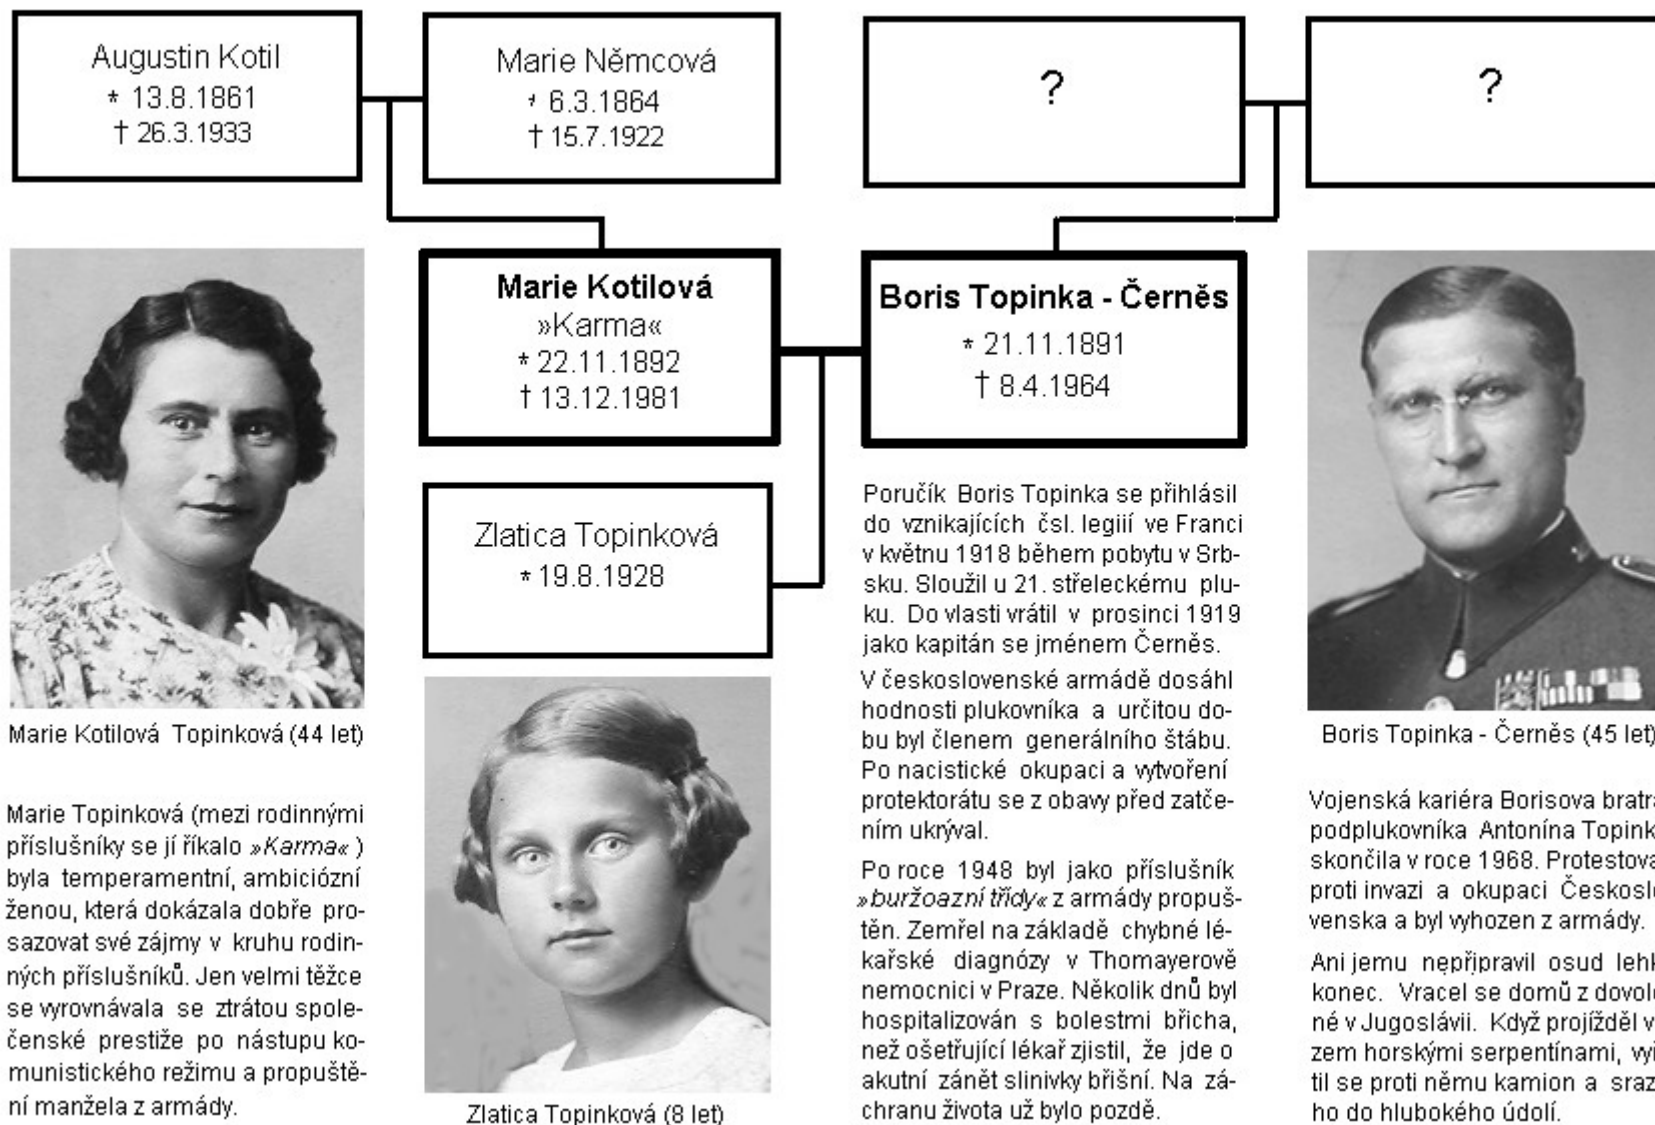 Augustin Kotil
* 13.8.1861
† 26.3.1933
Marie Němcová
* 6.3.1864
† 15.7.1922
?
?
Marie Kotilová
»Karma«
* 22.11.1892
† 13.12.1981
Boris Topinka - Černěs
* 21.11.1891
† 8.4.1964
Zlatica Topinková
* 19.8.1928
Marie Kotilová Topinková (44 let)
Marie Topinková (mezi rodinnými
příslušníky se jí říkalo »Karma« )
byla temperamentní, ambiciózní
ženou, která dokázala dobře pro-
sazovat své zájmy v kruhu rodin-
ných příslušníků. Jen velmi těžce
se vyrovnávala se ztrátou spole-
čenské prestiže po nástupu ko-
munistického režimu a propuště-
ní manžela z armády.
Zlatica Topinková (8 let)
Poručík Boris Topinka se přihlásil
do vznikajících čsl. legiií ve Franci
v květnu 1918 během pobytu v Srb-
sku. Sloužil u 21. střeleckému plu-
ku. Do vlasti vrátil v prosinci 1919
jako kapitán se jménem Černěs.
V československé armádě dosáhl
hodnosti plukovníka a určitou do-
bu byl členem generálního štábu.
Po nacistické okupaci a vytvoření
protektorátu se z obavy před zatče-
ním ukrýval.
Po roce 1948 byl jako příslušník
»buržoazní třídy« z armády propuš-
těn. Zemřel na základě chybné lé-
kařské diagnózy v Thomayerově
nemocnici v Praze. Několik dnů byl
hospitalizován s bolestmi břicha,
než ošetřující lékař zjistil, že jde o
akutní zánět slinivky břišní. Na zá-
chranu života už bylo pozdě.
Boris Topinka - Černěs (45 let)
Vojenská kariéra Borisova bratra
podplukovníka Antonína Topink
skončila v roce 1968. Protestova
proti invazi a okupaci Českoslo
venska a byl vyhozen z armády.
Ani jemu nepřipravil osud lehk
konec. Vracel se domů z dovole
né v Jugoslávii. Když projížděl v
zem horskými serpentínami, vyř
til se proti němu kamion a sraz
ho do hlubokého údolí.